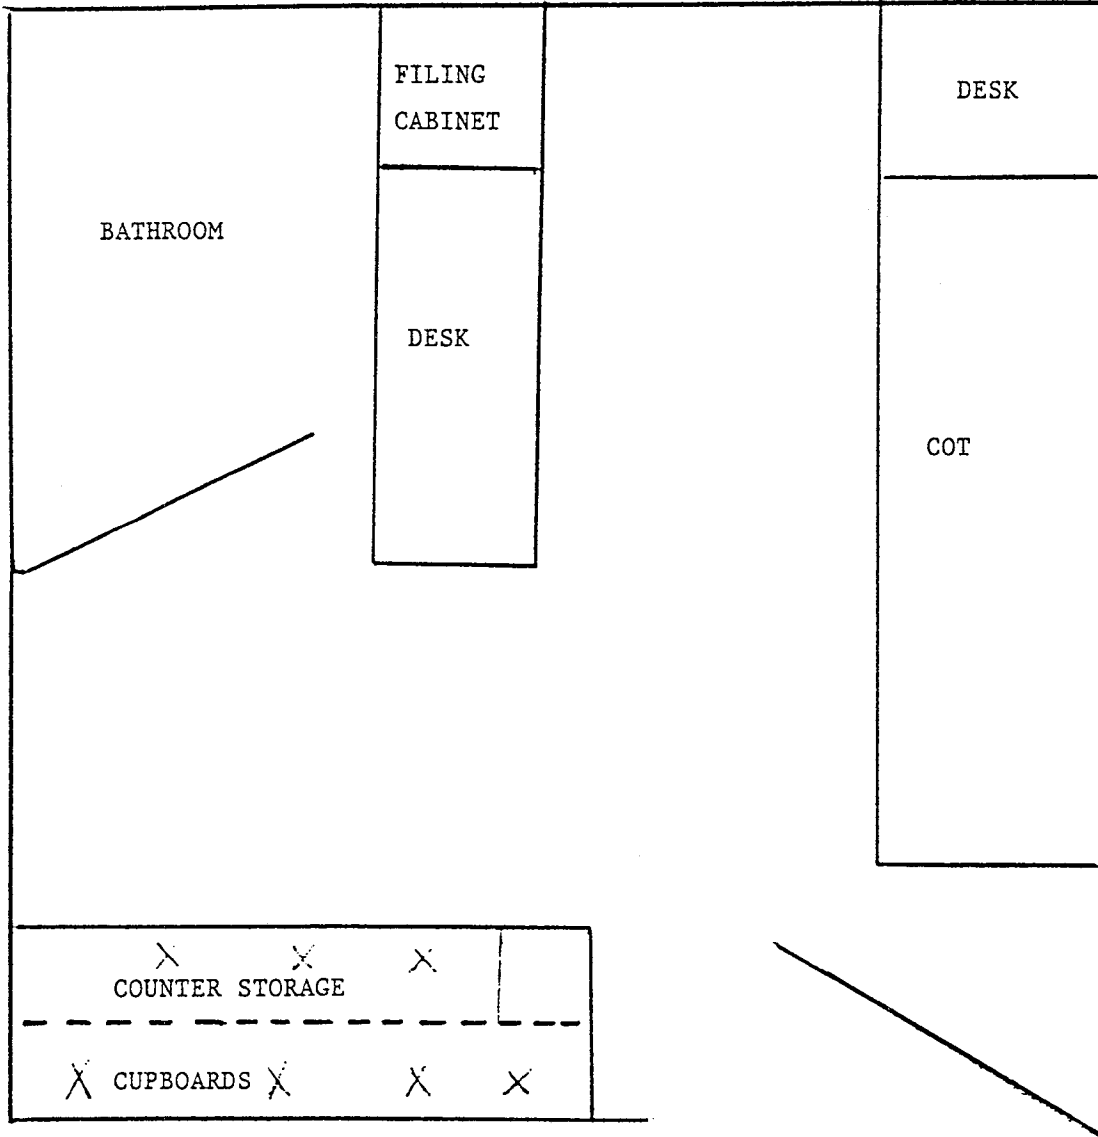 FILING
CABINET
DESK
BATHROOM
DESK
COT
X X X
COUNTER STORAGE
X CUPBOARDS X X X